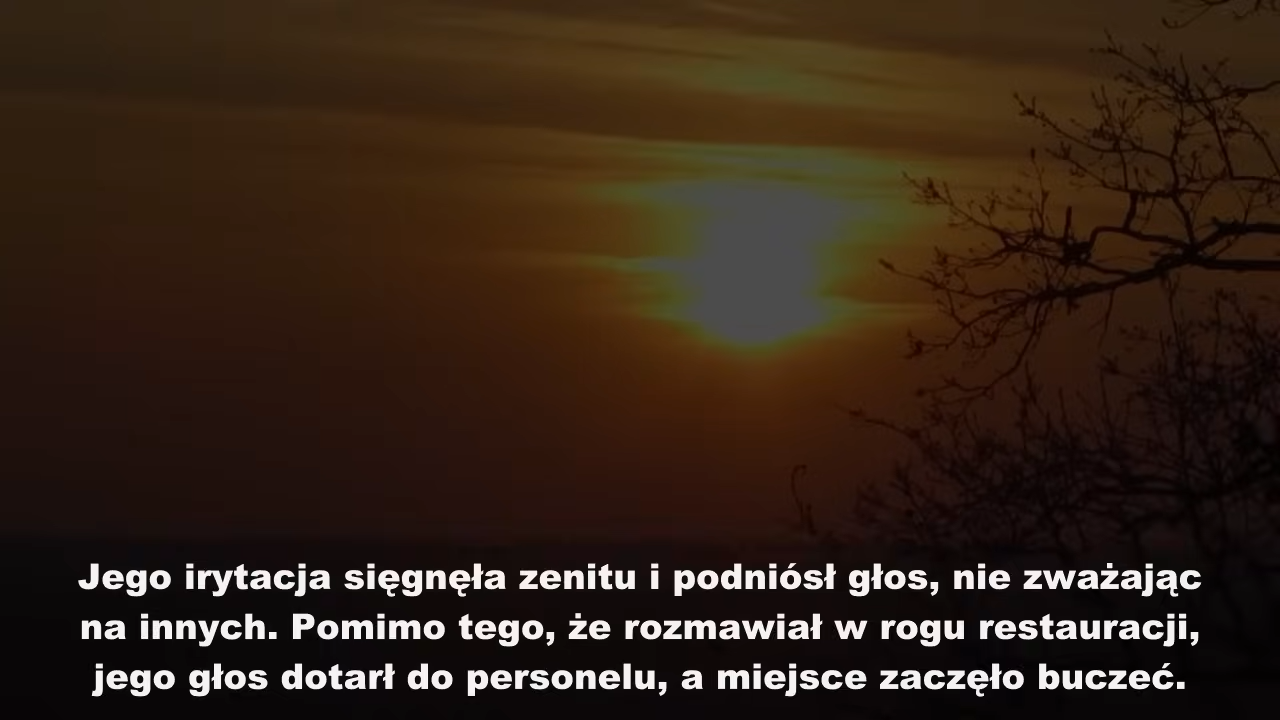 Jego irytacja sięgnęła zenitu i podniósł głos, nie zważając
na innych. Pomimo tego, że rozmawiał w rogu restauracji,
jego głos dotarł do personelu, a miejsce zaczęło buczeć.